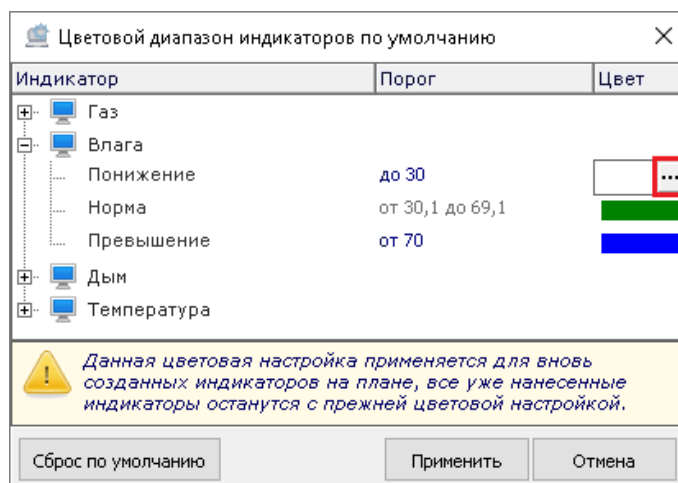 Цветовой диапазон индикаторов по умолчанию
Индикатор Порог Цвет
Газ
Влага
Понижение до 30 ...
Норма от 30,1 до 69,1
Превышение от 70
Дым
Температура
Данная цветовая настройка применяется для вновь
созданных индикаторов на плане, все уже нанесенные
индикаторы останутся с прежней цветовой настройкой.
Сброс по умолчанию Применить Отмена